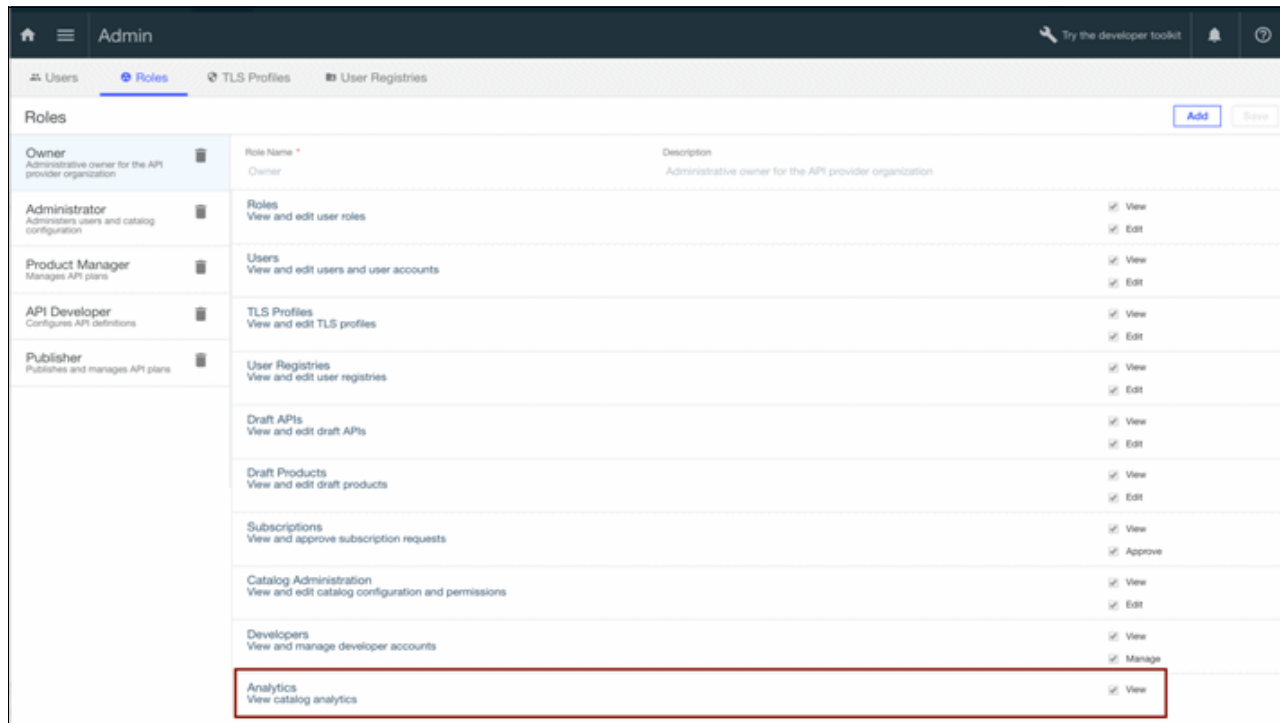 Admin
Try the developer toolkit
Users
Roles
TLS Profiles
User Registries
Roles
Add
Save
Owner
Administrative owner for the API
provider organization
Administrator
Administers users and catalog
configuration
Product Manager
Manages API plans
API Developer
Configures API definitions
Publisher
Publishes and manages API plans
Role Name *
Owner
Description
Administrative owner for the API provider organization
Roles
View and edit user roles
View
Edit
Users
View and edit users and user accounts
View
Edit
TLS Profiles
View and edit TLS profiles
View
Edit
User Registries
View and edit user registries
View
Edit
Draft APIs
View and edit draft APIs
View
Edit
Draft Products
View and edit draft products
View
Edit
Subscriptions
View and approve subscription requests
View
Approve
Catalog Administration
View and edit catalog configuration and permissions
View
Edit
Developers
View and manage developer accounts
View
Manage
Analytics
View catalog analytics
View